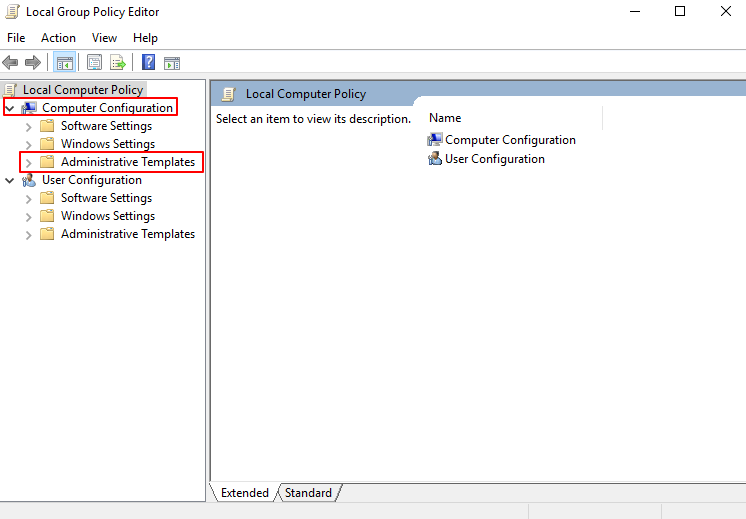 Local Group Policy Editor
File Action View Help
Local Computer Policy
Computer Configuration
Software Settings
Windows Settings
Administrative Templates
User Configuration
Software Settings
Windows Settings
Administrative Templates
Local Computer Policy
Select an item to view its description.
Name
Computer Configuration
User Configuration
Extended Standard